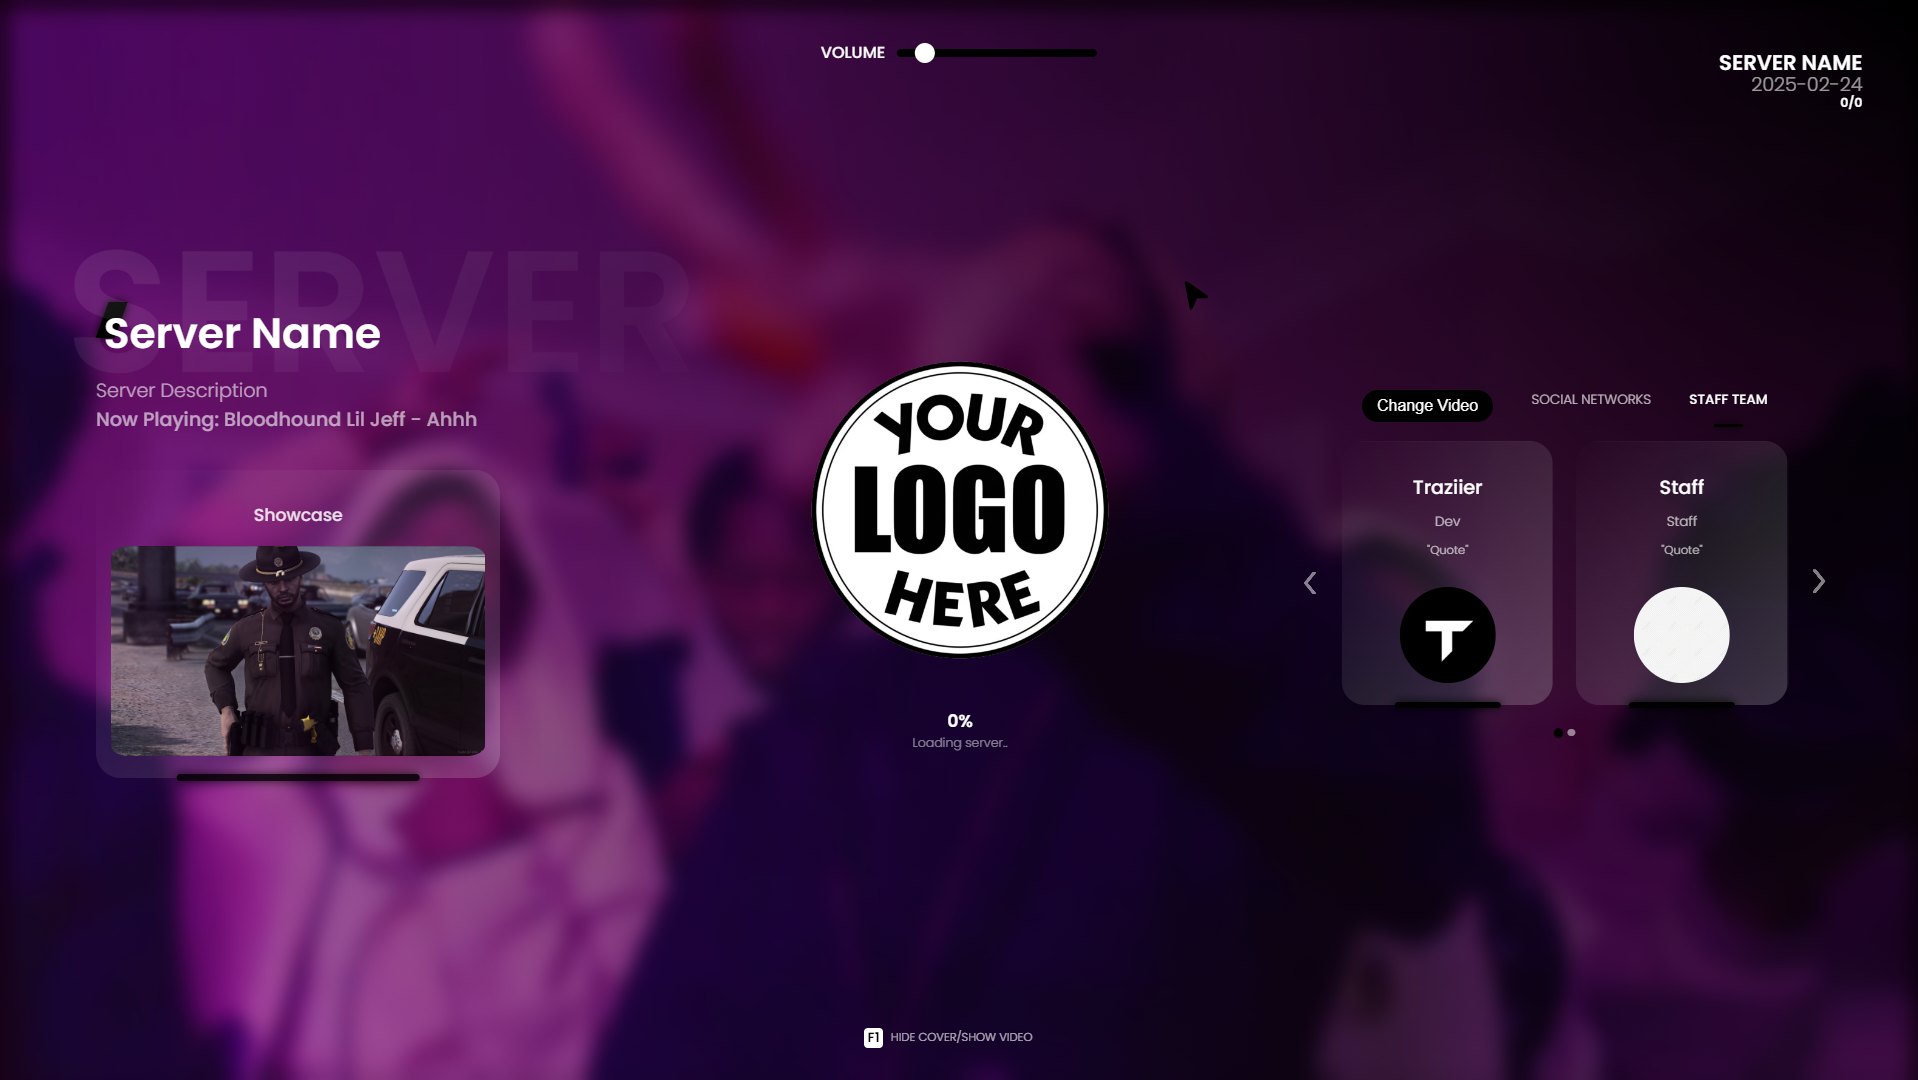 VOLUME
SERVER NAME
2025-02-24
0/0
SERVER
Server Name
Server Description
Now Playing: Bloodhound Lil Jeff - Ahhh
Showcase
YOUR
LOGO
HERE
0%
Loading server..
Change Video
SOCIAL NETWORKS
STAFF TEAM
Traziier
Dev
"Quote"
T
Staff
Staff
"Quote"
F1 HIDE COVER/SHOW VIDEO